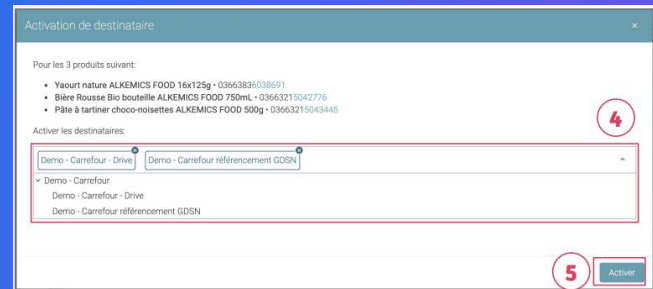 Activation de destinataire ×
Pour les 3 produits suivant:
• Yaourt nature ALKEMICS FOOD 16x125g • 03663836038691
• Bière Rousse Bio bouteille ALKEMICS FOOD 750mL • 03663215042776
• Pâte à tartiner choco-noisettes ALKEMICS FOOD 500g • 03663215043445
Activer les destinataires:
4
Demo - Carrefour - Drive Demo - Carrefour référencement GDSN
Demo - Carrefour
Demo - Carrefour - Drive
Demo - Carrefour référencement GDSN
5 Activer